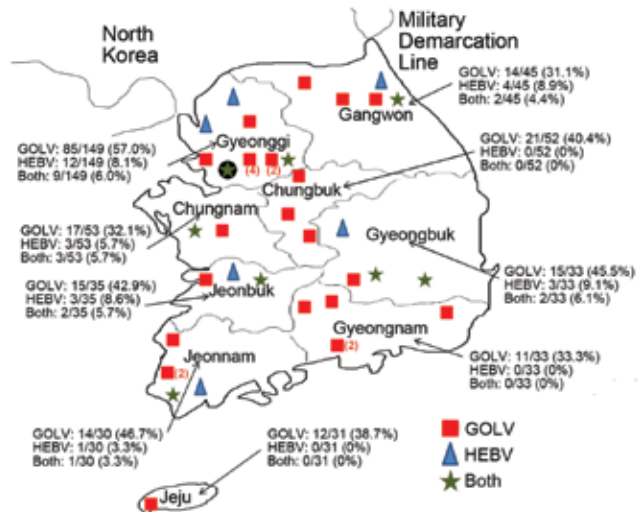 North
Korea
Military
Demarcation
Line
GOLV: 14/45 (31.1%)
HEBV: 4/45 (8.9%)
Both: 2/45 (4.4%)
Gangwon
GOLV: 85/149 (57.0%)
HEBV: 12/149 (8.1%)
Both: 9/149 (6.0%)
Gyeonggi
(4)
(2)
GOLV: 21/52 (40.4%)
HEBV: 0/52 (0%)
Both: 0/52 (0%)
Chungbuk
Chungnam
GOLV: 17/53 (32.1%)
HEBV: 3/53 (5.7%)
Both: 3/53 (5.7%)
Gyeongbuk
GOLV: 15/33 (45.5%)
HEBV: 3/33 (9.1%)
Both: 2/33 (6.1%)
GOLV: 15/35 (42.9%)
HEBV: 3/35 (8.6%)
Both: 2/35 (5.7%)
Jeonbuk
Gyeongnam
(2)
GOLV: 11/33 (33.3%)
HEBV: 0/33 (0%)
Both: 0/33 (0%)
Jeonnam
(2)
GOLV: 14/30 (46.7%)
HEBV: 1/30 (3.3%)
Both: 1/30 (3.3%)
GOLV: 12/31 (38.7%)
HEBV: 0/31 (0%)
Both: 0/31 (0%)
Jeju
GOLV
HEBV
Both